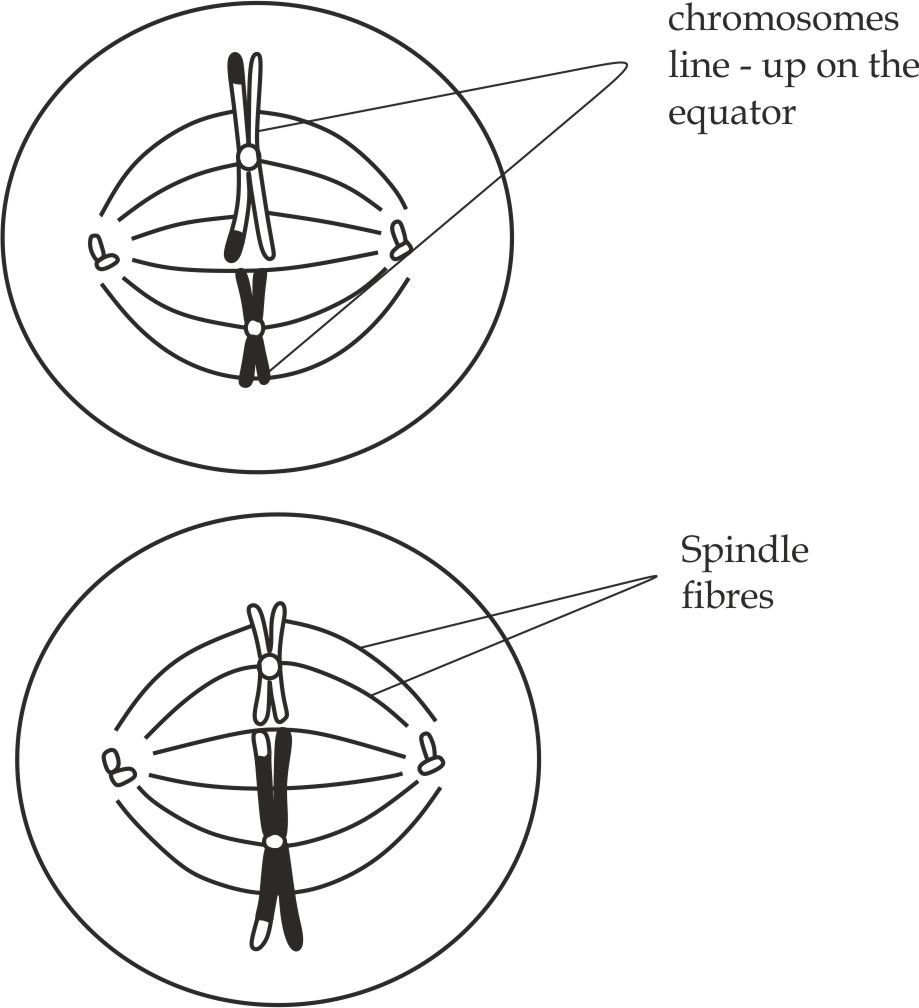 chromosomes
line - up on the
equator
Spindle
fibres